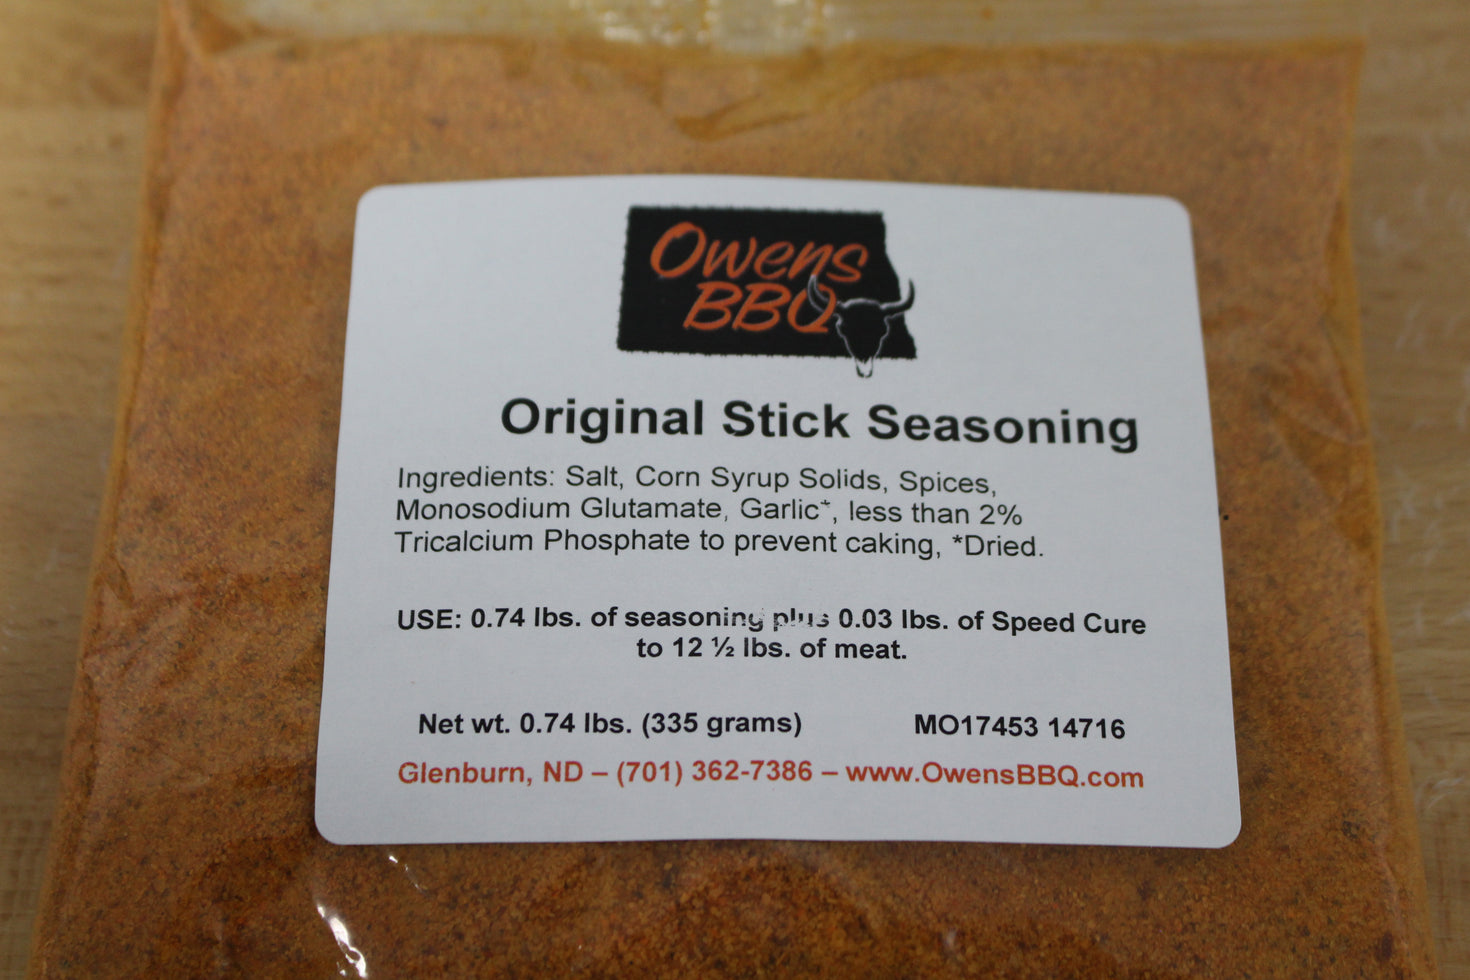 Owens
BBQ
Original Stick Seasoning
Ingredients: Salt, Corn Syrup Solids, Spices,
Monosodium Glutamate, Garlic*, less than 2%
Tricalcium Phosphate to prevent caking, *Dried.
USE: 0.74 lbs. of seasoning plus 0.03 lbs. of Speed Cure
to 12 ½ lbs. of meat.
Net wt. 0.74 lbs. (335 grams) MO17453 14716
Glenburn, ND – (701) 362-7386 – www.OwensBBQ.com